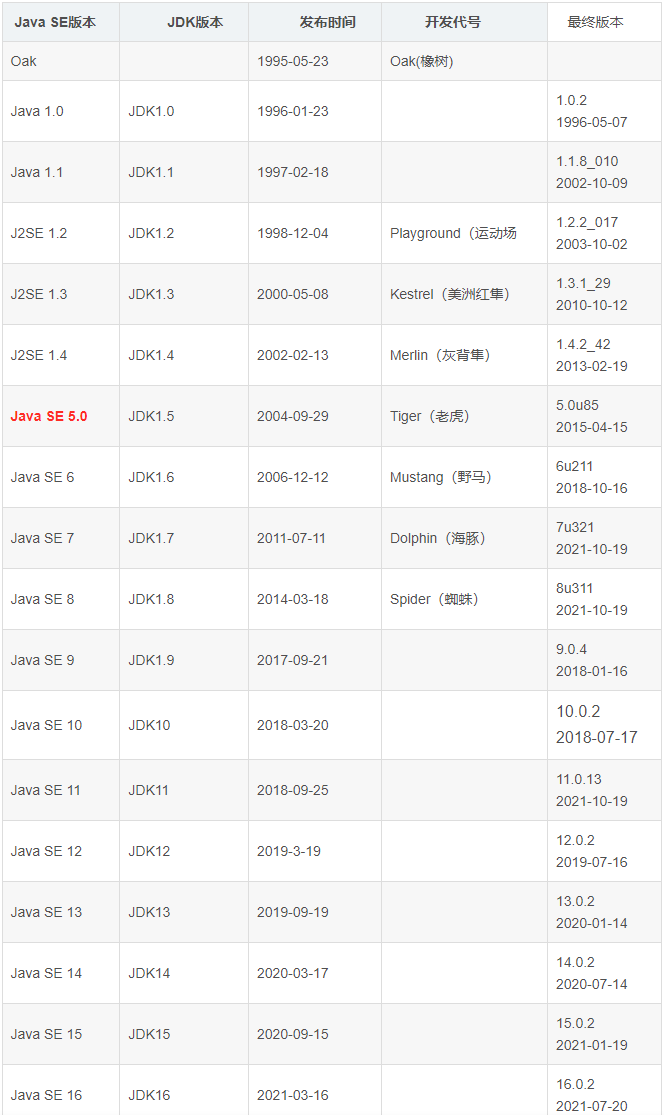 Java SE版本 JDK版本 发布时间 开发代号 最终版本
Oak 1995-05-23 Oak(橡树)
Java 1.0 JDK1.0 1996-01-23 1.0.2
1996-05-07
Java 1.1 JDK1.1 1997-02-18 1.1.8_010
2002-10-09
J2SE 1.2 JDK1.2 1998-12-04 Playground（运动场 1.2.2_017
2003-10-02
J2SE 1.3 JDK1.3 2000-05-08 Kestrel（美洲红隼） 1.3.1_29
2010-10-12
J2SE 1.4 JDK1.4 2002-02-13 Merlin（灰背隼） 1.4.2_42
2013-02-19
Java SE 5.0 JDK1.5 2004-09-29 Tiger（老虎） 5.0u85
2015-04-15
Java SE 6 JDK1.6 2006-12-12 Mustang（野马） 6u211
2018-10-16
Java SE 7 JDK1.7 2011-07-11 Dolphin（海豚） 7u321
2021-10-19
Java SE 8 JDK1.8 2014-03-18 Spider（蜘蛛） 8u311
2021-10-19
Java SE 9 JDK1.9 2017-09-21 9.0.4
2018-01-16
Java SE 10 JDK10 2018-03-20 10.0.2
2018-07-17
Java SE 11 JDK11 2018-09-25 11.0.13
2021-10-19
Java SE 12 JDK12 2019-3-19 12.0.2
2019-07-16
Java SE 13 JDK13 2019-09-19 13.0.2
2020-01-14
Java SE 14 JDK14 2020-03-17 14.0.2
2020-07-14
Java SE 15 JDK15 2020-09-15 15.0.2
2021-01-19
Java SE 16 JDK16 2021-03-16 16.0.2
2021-07-20